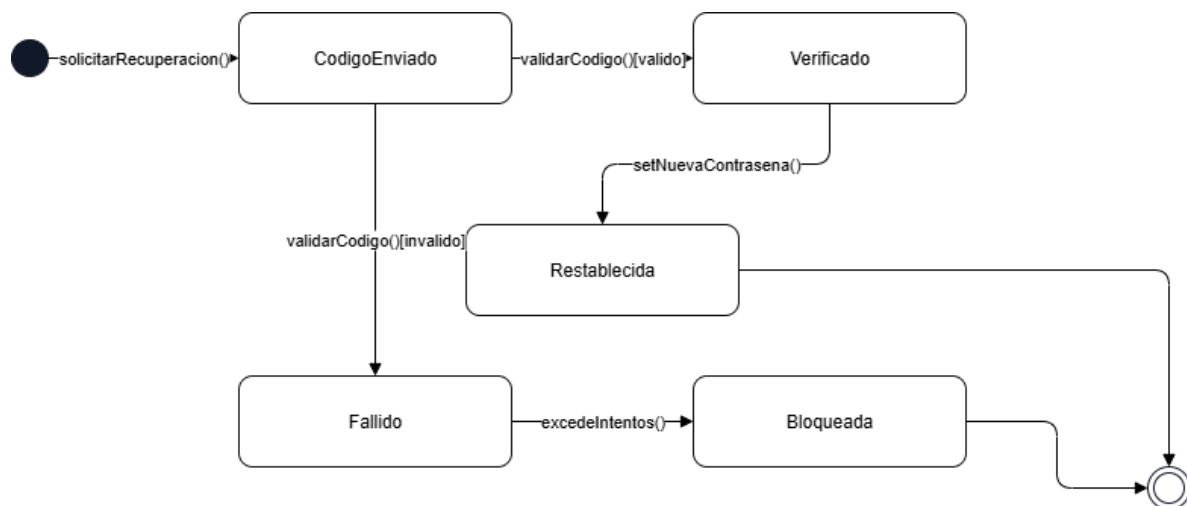 solicitarRecuperacion()
CodigoEnviado
validarCodigo()[valido]
Verificado
setNuevaContrasena()
validarCodigo()[invalido]
Restablecida
Fallido
excedeIntentos()
Bloqueada